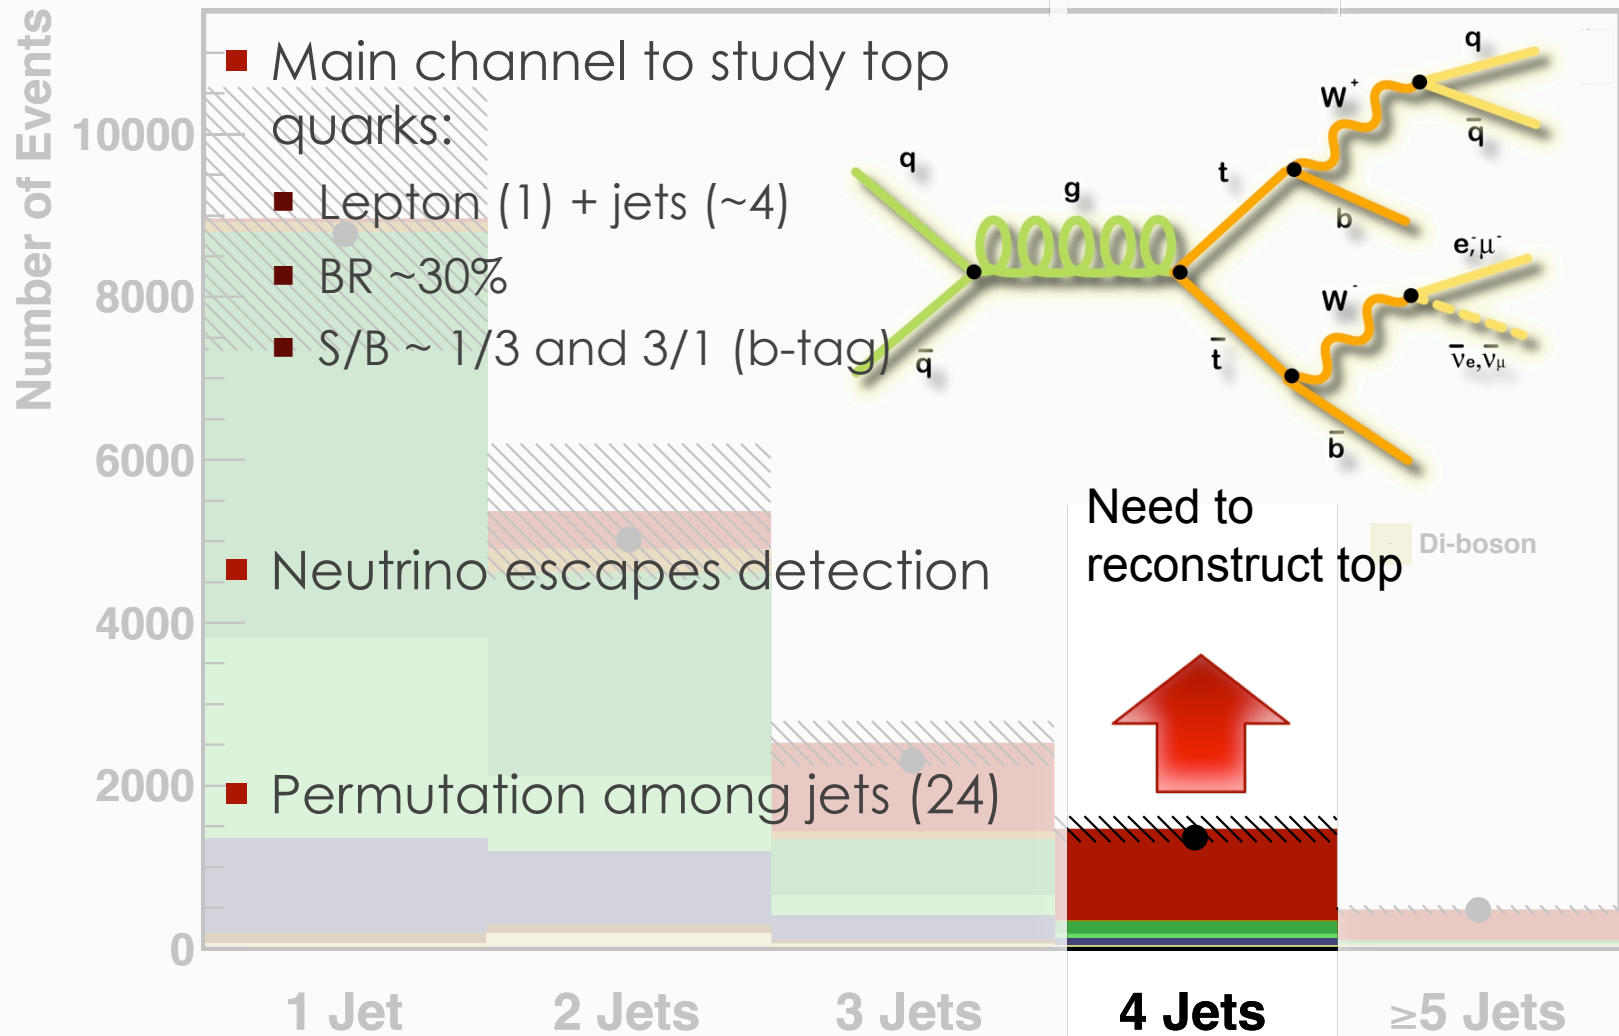 Number of Events
10000
8000
6000
4000
2000
0
Main channel to study top
quarks:
Lepton (1) + jets (~4)
BR ~30%
S/B ~ 1/3 and 3/1 (b-tag)
Neutrino escapes detection
Permutation among jets (24)
q
q̄
g
t
t̄
W⁺
q
q̄
b
W⁻
e⁻,μ⁻
ν̄e,ν̄μ
b̄
Need to
reconstruct top
Di-boson
1 Jet
2 Jets
3 Jets
4 Jets
≥5 Jets